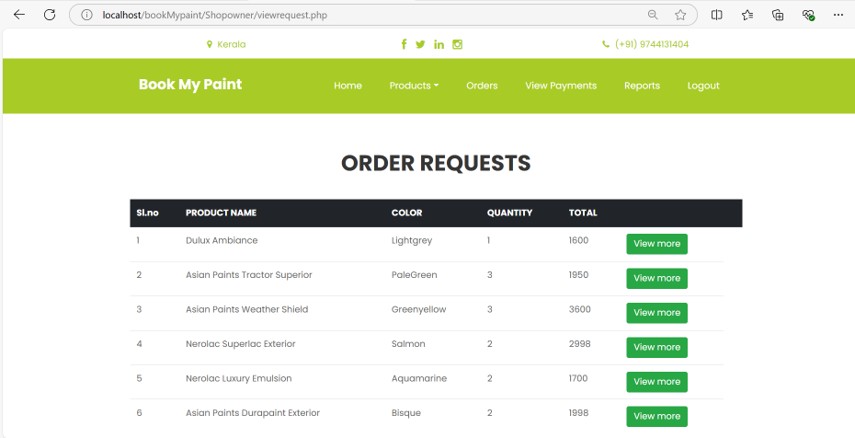 localhost/bookMypaint/Shopowner/viewrequest.php
Kerala (+91) 9744131404
Book My Paint Home Products Orders View Payments Reports Logout
ORDER REQUESTS
Sl.no PRODUCT NAME COLOR QUANTITY TOTAL
1 Dulux Ambiance Lightgrey 1 1600 View more
2 Asian Paints Tractor Superior PaleGreen 3 1950 View more
3 Asian Paints Weather Shield Greenyellow 3 3600 View more
4 Nerolac Superlac Exterior Salmon 2 2998 View more
5 Nerolac Luxury Emulsion Aquamarine 2 1700 View more
6 Asian Paints Durapaint Exterior Bisque 2 1998 View more